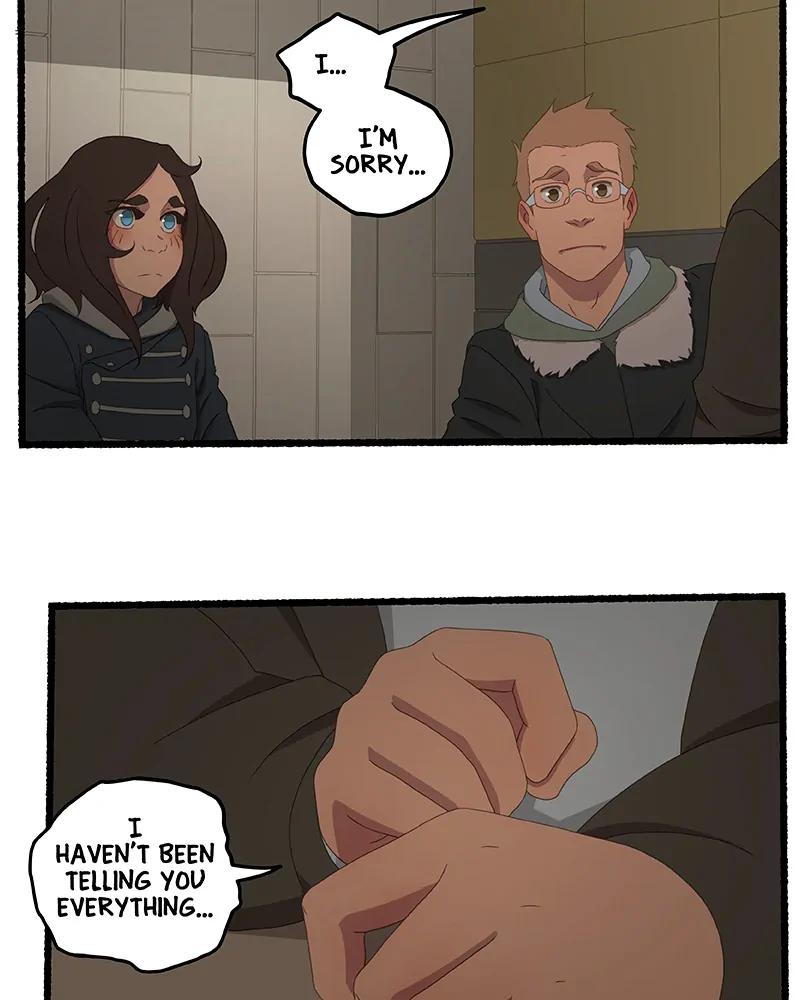 I...
I'M
SORRY...
I
HAVEN'T BEEN
TELLING YOU
EVERYTHING...